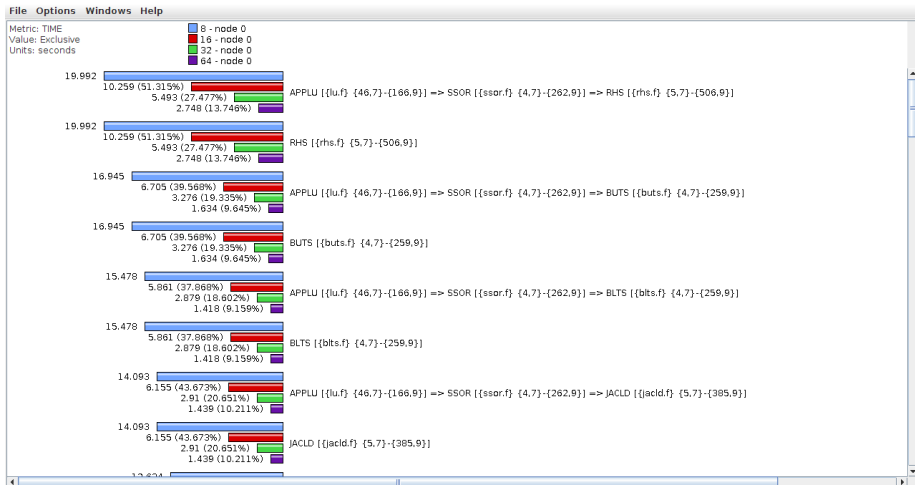 File Options Windows Help
Metric: TIME
Value: Exclusive
Units: seconds
8 - node 0
16 - node 0
32 - node 0
64 - node 0
19.992
10.259 (51.315%)
5.493 (27.477%)
2.748 (13.746%)
APPLU [{lu.f} {46,7}-{166,9}] => SSOR [{ssor.f} {4,7}-{262,9}] => RHS [{rhs.f} {5,7}-{506,9}]
19.992
10.259 (51.315%)
5.493 (27.477%)
2.748 (13.746%)
RHS [{rhs.f} {5,7}-{506,9}]
16.945
6.705 (39.568%)
3.276 (19.335%)
1.634 (9.645%)
APPLU [{lu.f} {46,7}-{166,9}] => SSOR [{ssor.f} {4,7}-{262,9}] => BUTS [{buts.f} {4,7}-{259,9}]
16.945
6.705 (39.568%)
3.276 (19.335%)
1.634 (9.645%)
BUTS [{buts.f} {4,7}-{259,9}]
15.478
5.861 (37.868%)
2.879 (18.602%)
1.418 (9.159%)
APPLU [{lu.f} {46,7}-{166,9}] => SSOR [{ssor.f} {4,7}-{262,9}] => BLTS [{blts.f} {4,7}-{259,9}]
15.478
5.861 (37.868%)
2.879 (18.602%)
1.418 (9.159%)
BLTS [{blts.f} {4,7}-{259,9}]
14.093
6.155 (43.673%)
2.91 (20.651%)
1.439 (10.211%)
APPLU [{lu.f} {46,7}-{166,9}] => SSOR [{ssor.f} {4,7}-{262,9}] => JACLD [{jacld.f} {5,7}-{385,9}]
14.093
6.155 (43.673%)
2.91 (20.651%)
1.439 (10.211%)
JACLD [{jacld.f} {5,7}-{385,9}]